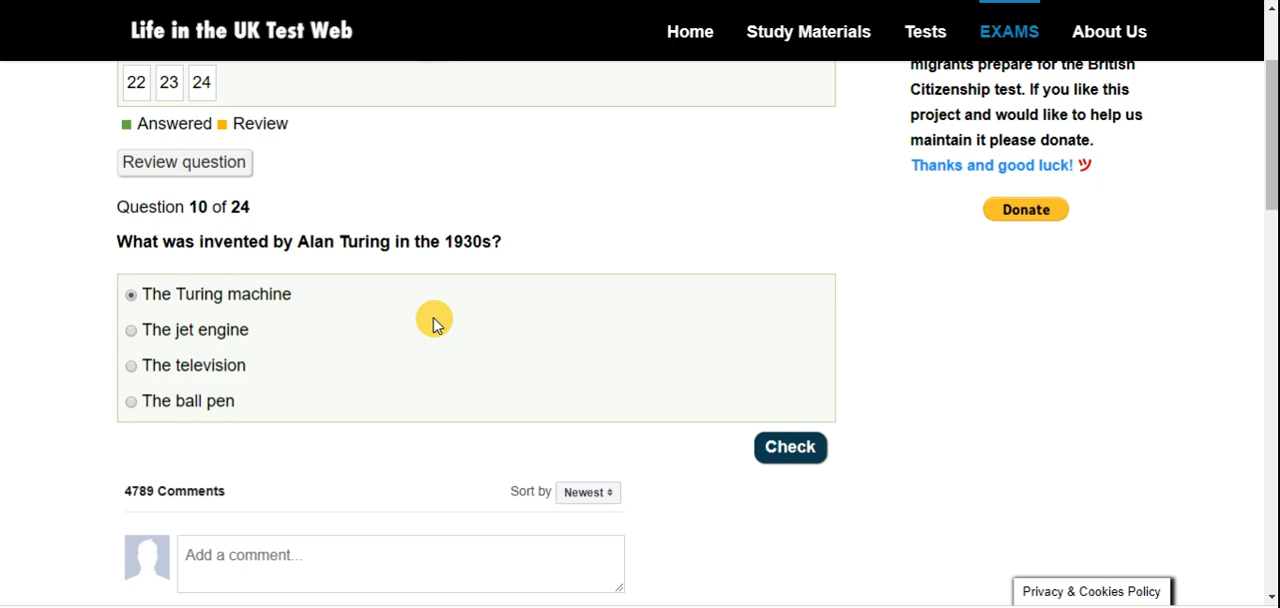 Life in the UK Test Web
Home Study Materials Tests EXAMS About Us
22 23 24
Answered Review
Review question
Question 10 of 24
What was invented by Alan Turing in the 1930s?
The Turing machine
The jet engine
The television
The ball pen
Check
4789 Comments
Sort by Newest
Add a comment...
migrants prepare for the British
Citizenship test. If you like this
project and would like to help us
maintain it please donate.
Thanks and good luck! ツ
Donate
Privacy & Cookies Policy